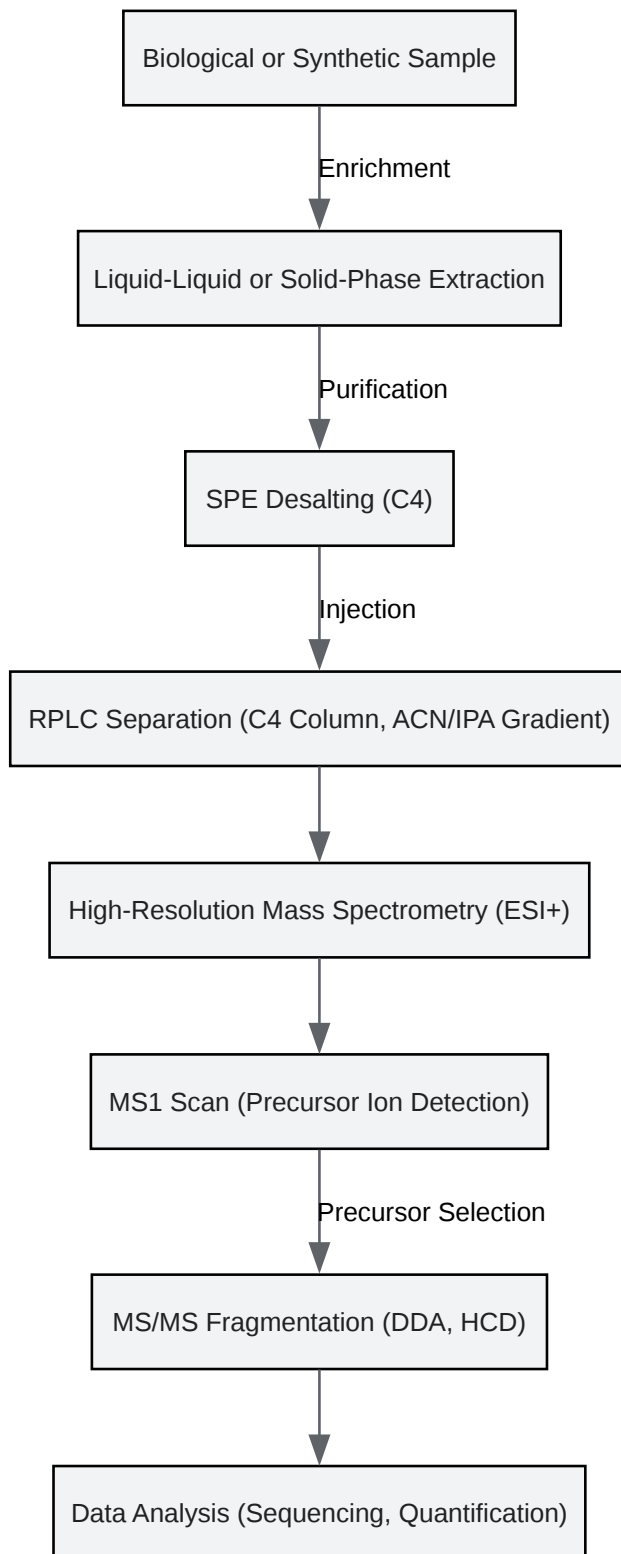 Biological or Synthetic Sample
Enrichment
Liquid-Liquid or Solid-Phase Extraction
Purification
SPE Desalting (C4)
Injection
RPLC Separation (C4 Column, ACN/IPA Gradient)
High-Resolution Mass Spectrometry (ESI+)
MS1 Scan (Precursor Ion Detection)
Precursor Selection
MS/MS Fragmentation (DDA, HCD)
Data Analysis (Sequencing, Quantification)